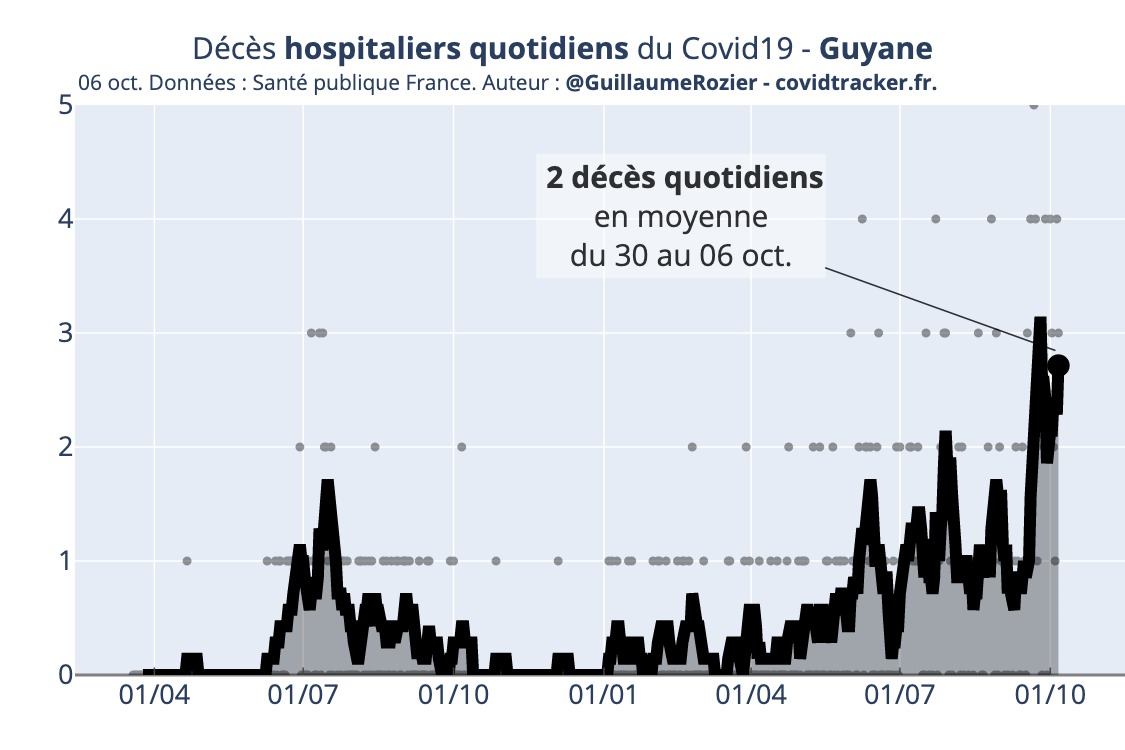 Décès hospitaliers quotidiens du Covid19 - Guyane
06 oct. Données : Santé publique France. Auteur : @GuillaumeRozier - covidtracker.fr.
5
4
3
2
1
0
2 décès quotidiens
en moyenne
du 30 au 06 oct.
01/04 01/07 01/10 01/01 01/04 01/07 01/10